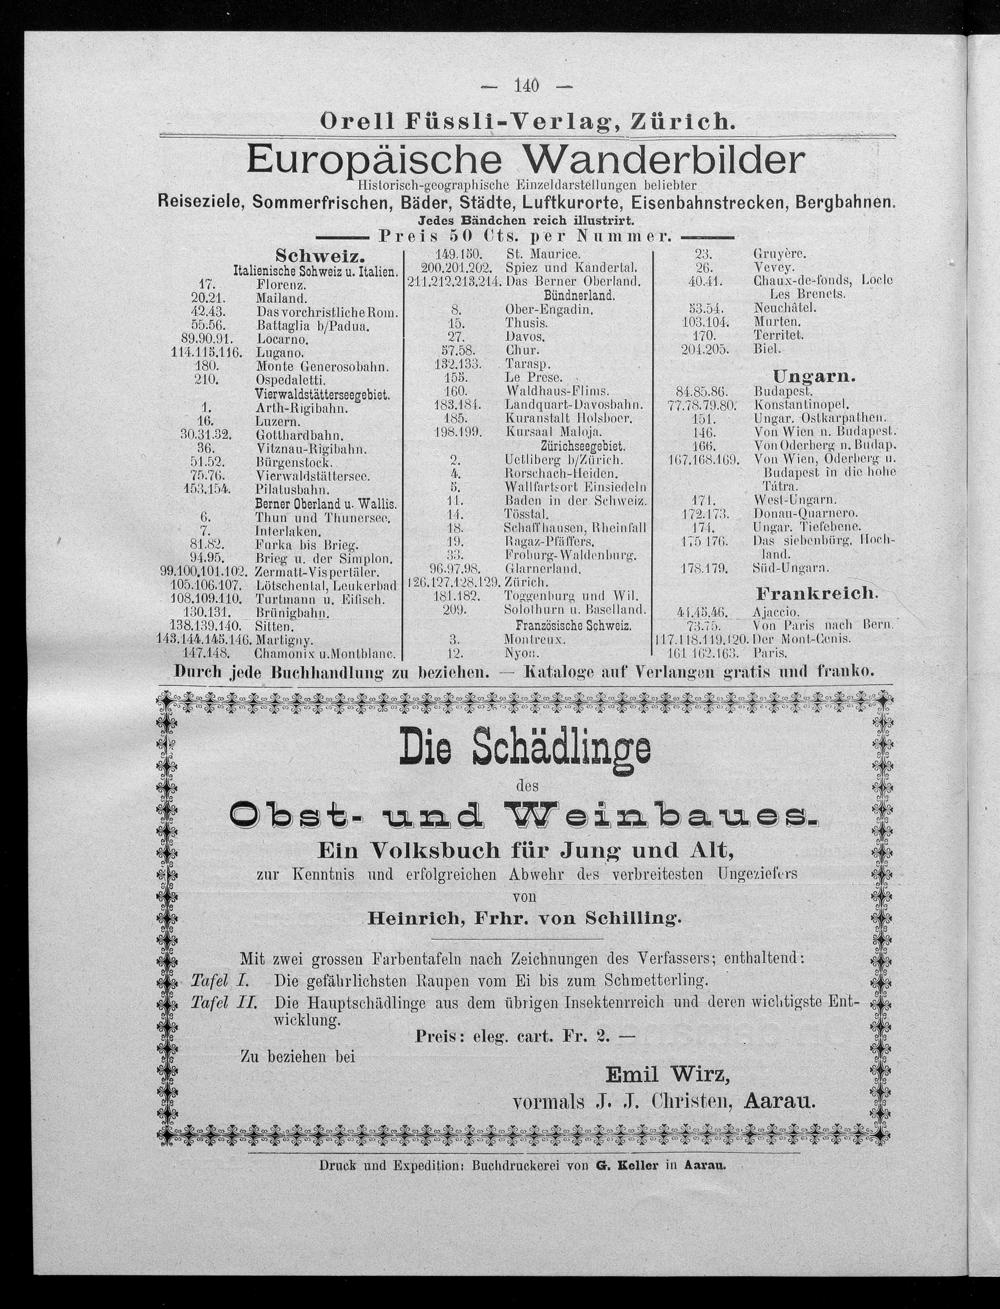 — 140 —
Orell Füssli-Verlag, Zürich.
Europäische Wanderbilder
Historisch-geographische Einzeldarstellungen beliebter
Reiseziele, Sommerfrischen, Bäder, Städte, Luftkurorte, Eisenbahnstrecken, Bergbahnen.
Jedes Bändchen reich illustrirt.
Preis 50 Cts. per Nummer.
Schweiz.
Italienische Schweiz u. Italien.
17. Florenz.
20.21. Mailand.
42.43. Das vorchristliche Rom.
55.56. Battaglia b/Padua.
89.90.91. Locarno.
114.115.116. Lugano.
180. Monte Generosobahn.
210. Ospedaletti.
Vierwaldstätterseegebiet.
1. Arth-Rigibahn.
16. Luzern.
30.31.32. Gotthardbahn.
36. Vitznau-Rigibahn.
51.52. Bürgenstock.
75.76. Vierwaldstättersee.
153.154. Pilatusbahn.
Berner Oberland u. Wallis.
6. Thun und Thunersee.
7. Interlaken.
81.82. Furka bis Brieg.
94.95. Brieg u. der Simplon.
99.100.101.102. Zermatt-Vispertäler.
105.106.107. Lötschental, Leukerbad
108.109.110. Turtmann u. Eifisch.
130.131. Brünigbahn.
138.139.140. Sitten.
143.144.145.146. Martigny.
147.148. Chamonix u. Montblanc.
149.150. St. Maurice.
200.201.202. Spiez und Kandertal.
211.212.213.214. Das Berner Oberland.
Bündnerland.
8. Ober-Engadin.
15. Thusis.
27. Davos.
57.58. Chur.
132.133. Tarasp.
155. Le Prese.
160. Waldhaus-Flims.
183.184. Landquart-Davosbahn.
185. Kuranstalt Holsboer.
198.199. Kursaal Maloja.
Zürichseegebiet.
2. Uetliberg b/Zürich.
4. Rorschach-Heiden.
5. Wallfartsort Einsiedeln
11. Baden in der Schweiz.
14. Tösstal.
18. Schaffhausen, Rheinfall
19. Ragaz-Pfäffers.
33. Froburg-Waldenburg.
96.97.98. Glarnerland.
126.127.128.129. Zürich.
181.182. Toggenburg und Wil.
209. Solothurn u. Baselland.
Französische Schweiz.
3. Montreux.
12. Nyon.
23. Gruyère.
26. Vevey.
40.41. Chaux-de-fonds, Locle
Les Brenets.
53.54. Neuchâtel.
103.104. Murten.
170. Territet.
204.205. Biel.
Ungarn.
84.85.86. Budapest.
77.78.79.80. Konstantinopel.
151. Ungar. Ostkarpathen.
146. Von Wien n. Budapest.
166. Von Oderberg n. Budap.
167.168.169. Von Wien, Oderberg u.
Budapest in die hohe
Tátra.
171. West-Ungarn.
172.173. Donau-Quarnero.
174. Ungar. Tiefebene.
175 176. Das siebenbürg. Hoch-
land.
178.179. Süd-Ungarn.
Frankreich.
44.45.46. Ajaccio.
73.75. Von Paris nach Bern.
117.118.119.120. Der Mont-Cenis.
161 162.163. Paris.
Durch jede Buchhandlung zu beziehen. — Kataloge auf Verlangen gratis und franko.
Die Schädlinge
des
Obst- und Weinbaues.
Ein Volksbuch für Jung und Alt,
zur Kenntnis und erfolgreichen Abwehr des verbreitesten Ungeziefers
von
Heinrich, Frhr. von Schilling.
Mit zwei grossen Farbentafeln nach Zeichnungen des Verfassers; enthaltend:
Tafel I. Die gefährlichsten Raupen vom Ei bis zum Schmetterling.
Tafel II. Die Hauptschädlinge aus dem übrigen Insektenrreich und deren wichtigste Ent-
wicklung.
Preis: eleg. cart. Fr. 2. —
Zu beziehen bei
Emil Wirz,
vormals J. J. Christen, Aarau.
Druck und Expedition: Buchdruckerei von G. Keller in Aarau.